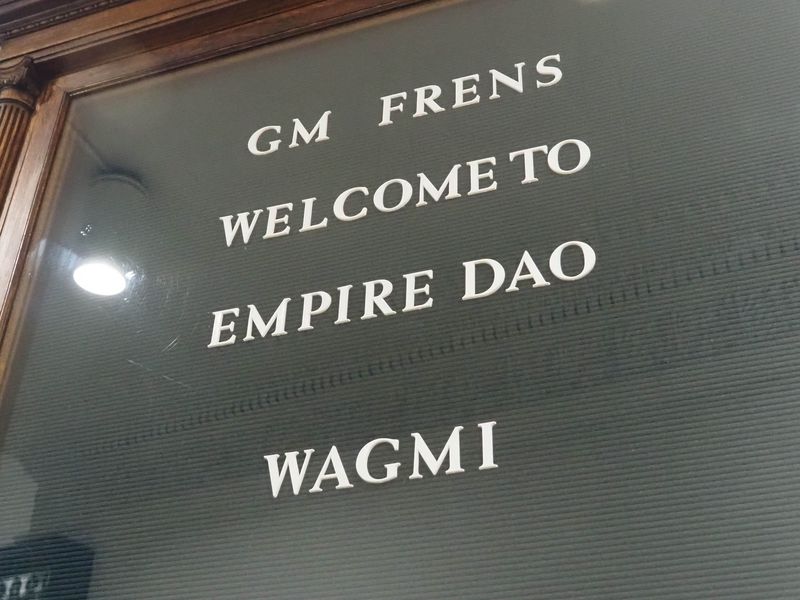 GM FRENS
WELCOME TO
EMPIRE DAO
WAGMI